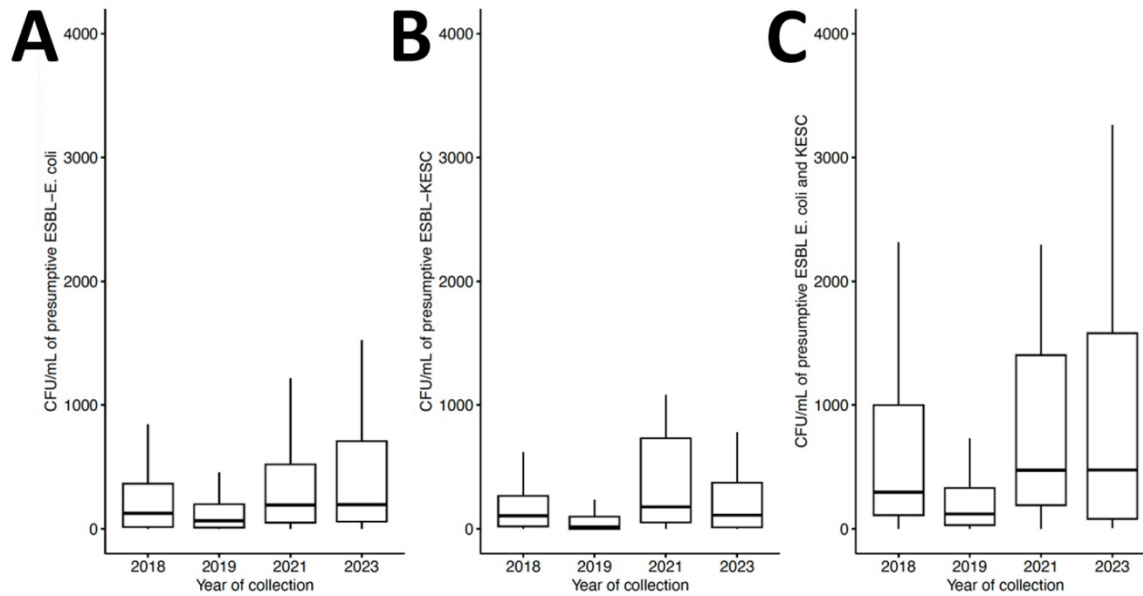 A
CFU/mL of presumptive ESBL−E. coli
4000
3000
2000
1000
0
2018 2019 2021 2023
Year of collection
B
CFU/mL of presumptive ESBL−KESC
4000
3000
2000
1000
0
2018 2019 2021 2023
Year of collection
C
CFU/mL of presumptive ESBL E. coli and KESC
4000
3000
2000
1000
0
2018 2019 2021 2023
Year of collection